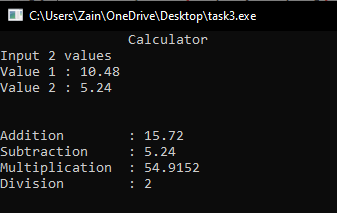 C:\Users\Zain\OneDrive\Desktop\task3.exe
Calculator
Input 2 values
Value 1 : 10.48
Value 2 : 5.24
Addition : 15.72
Subtraction : 5.24
Multiplication : 54.9152
Division : 2